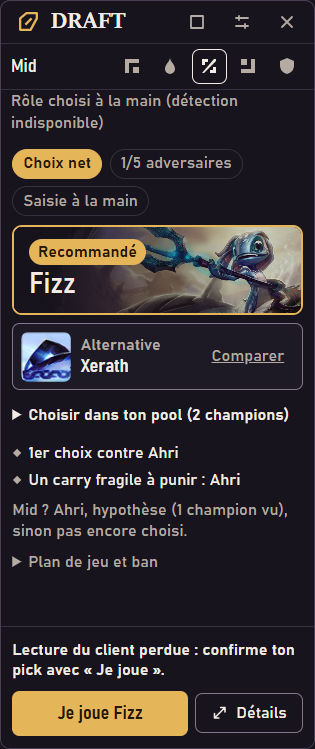 DRAFT
Mid
Rôle choisi à la main (détection
indisponible)
Choix net
1/5 adversaires
Saisie à la main
Recommandé
Fizz
Alternative
Xerath
Comparer
Choisir dans ton pool (2 champions)
1er choix contre Ahri
Un carry fragile à punir : Ahri
Mid ? Ahri, hypothèse (1 champion vu),
sinon pas encore choisi.
Plan de jeu et ban
Lecture du client perdue : confirme ton
pick avec « Je joue ».
Je joue Fizz
Détails